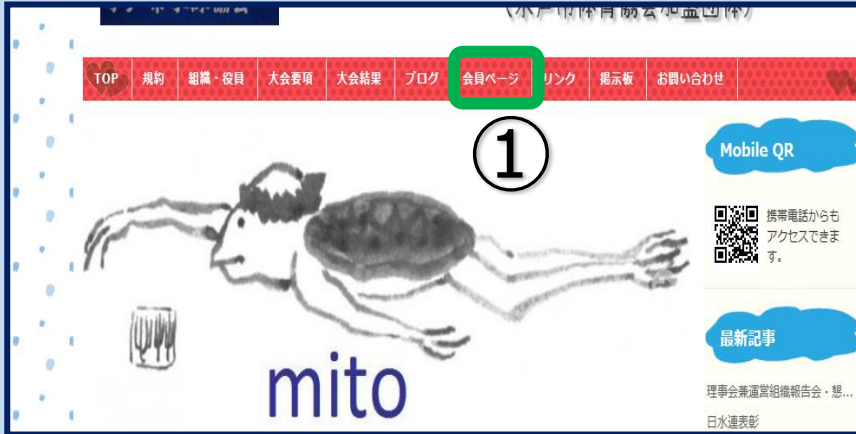 (水戸市体育協会加盟団体)
TOP 規約 組織・役員 大会要項 大会結果 ブログ 会員ページ リンク 掲示板 お問い合わせ
①
Mobile QR
携帯電話からも
アクセスできま
す。
mito
最新記事
理事会兼運営組織報告会・懇...
日水連表彰